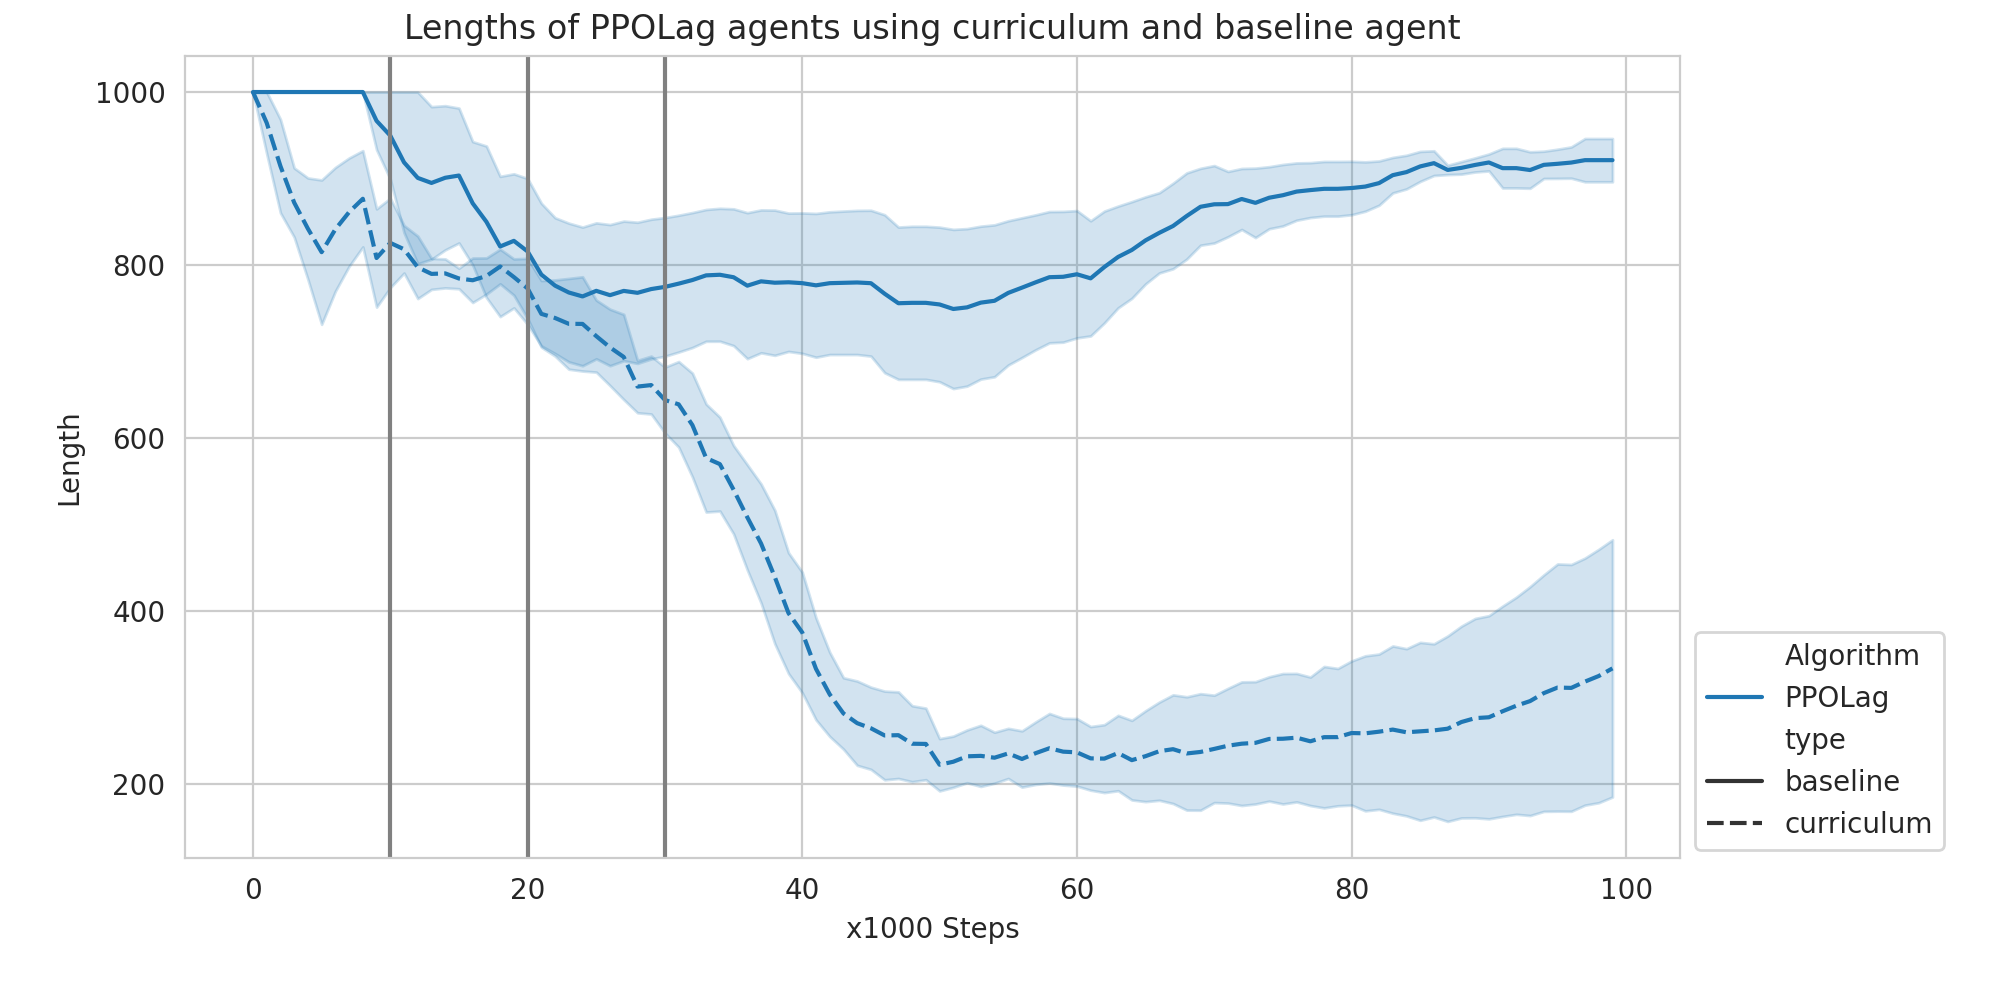 Lengths of PPOLag agents using curriculum and baseline agent
1000
800
600
400
200
Length
0 20 40 60 80 100
x1000 Steps
Algorithm
PPOLag
type
baseline
curriculum